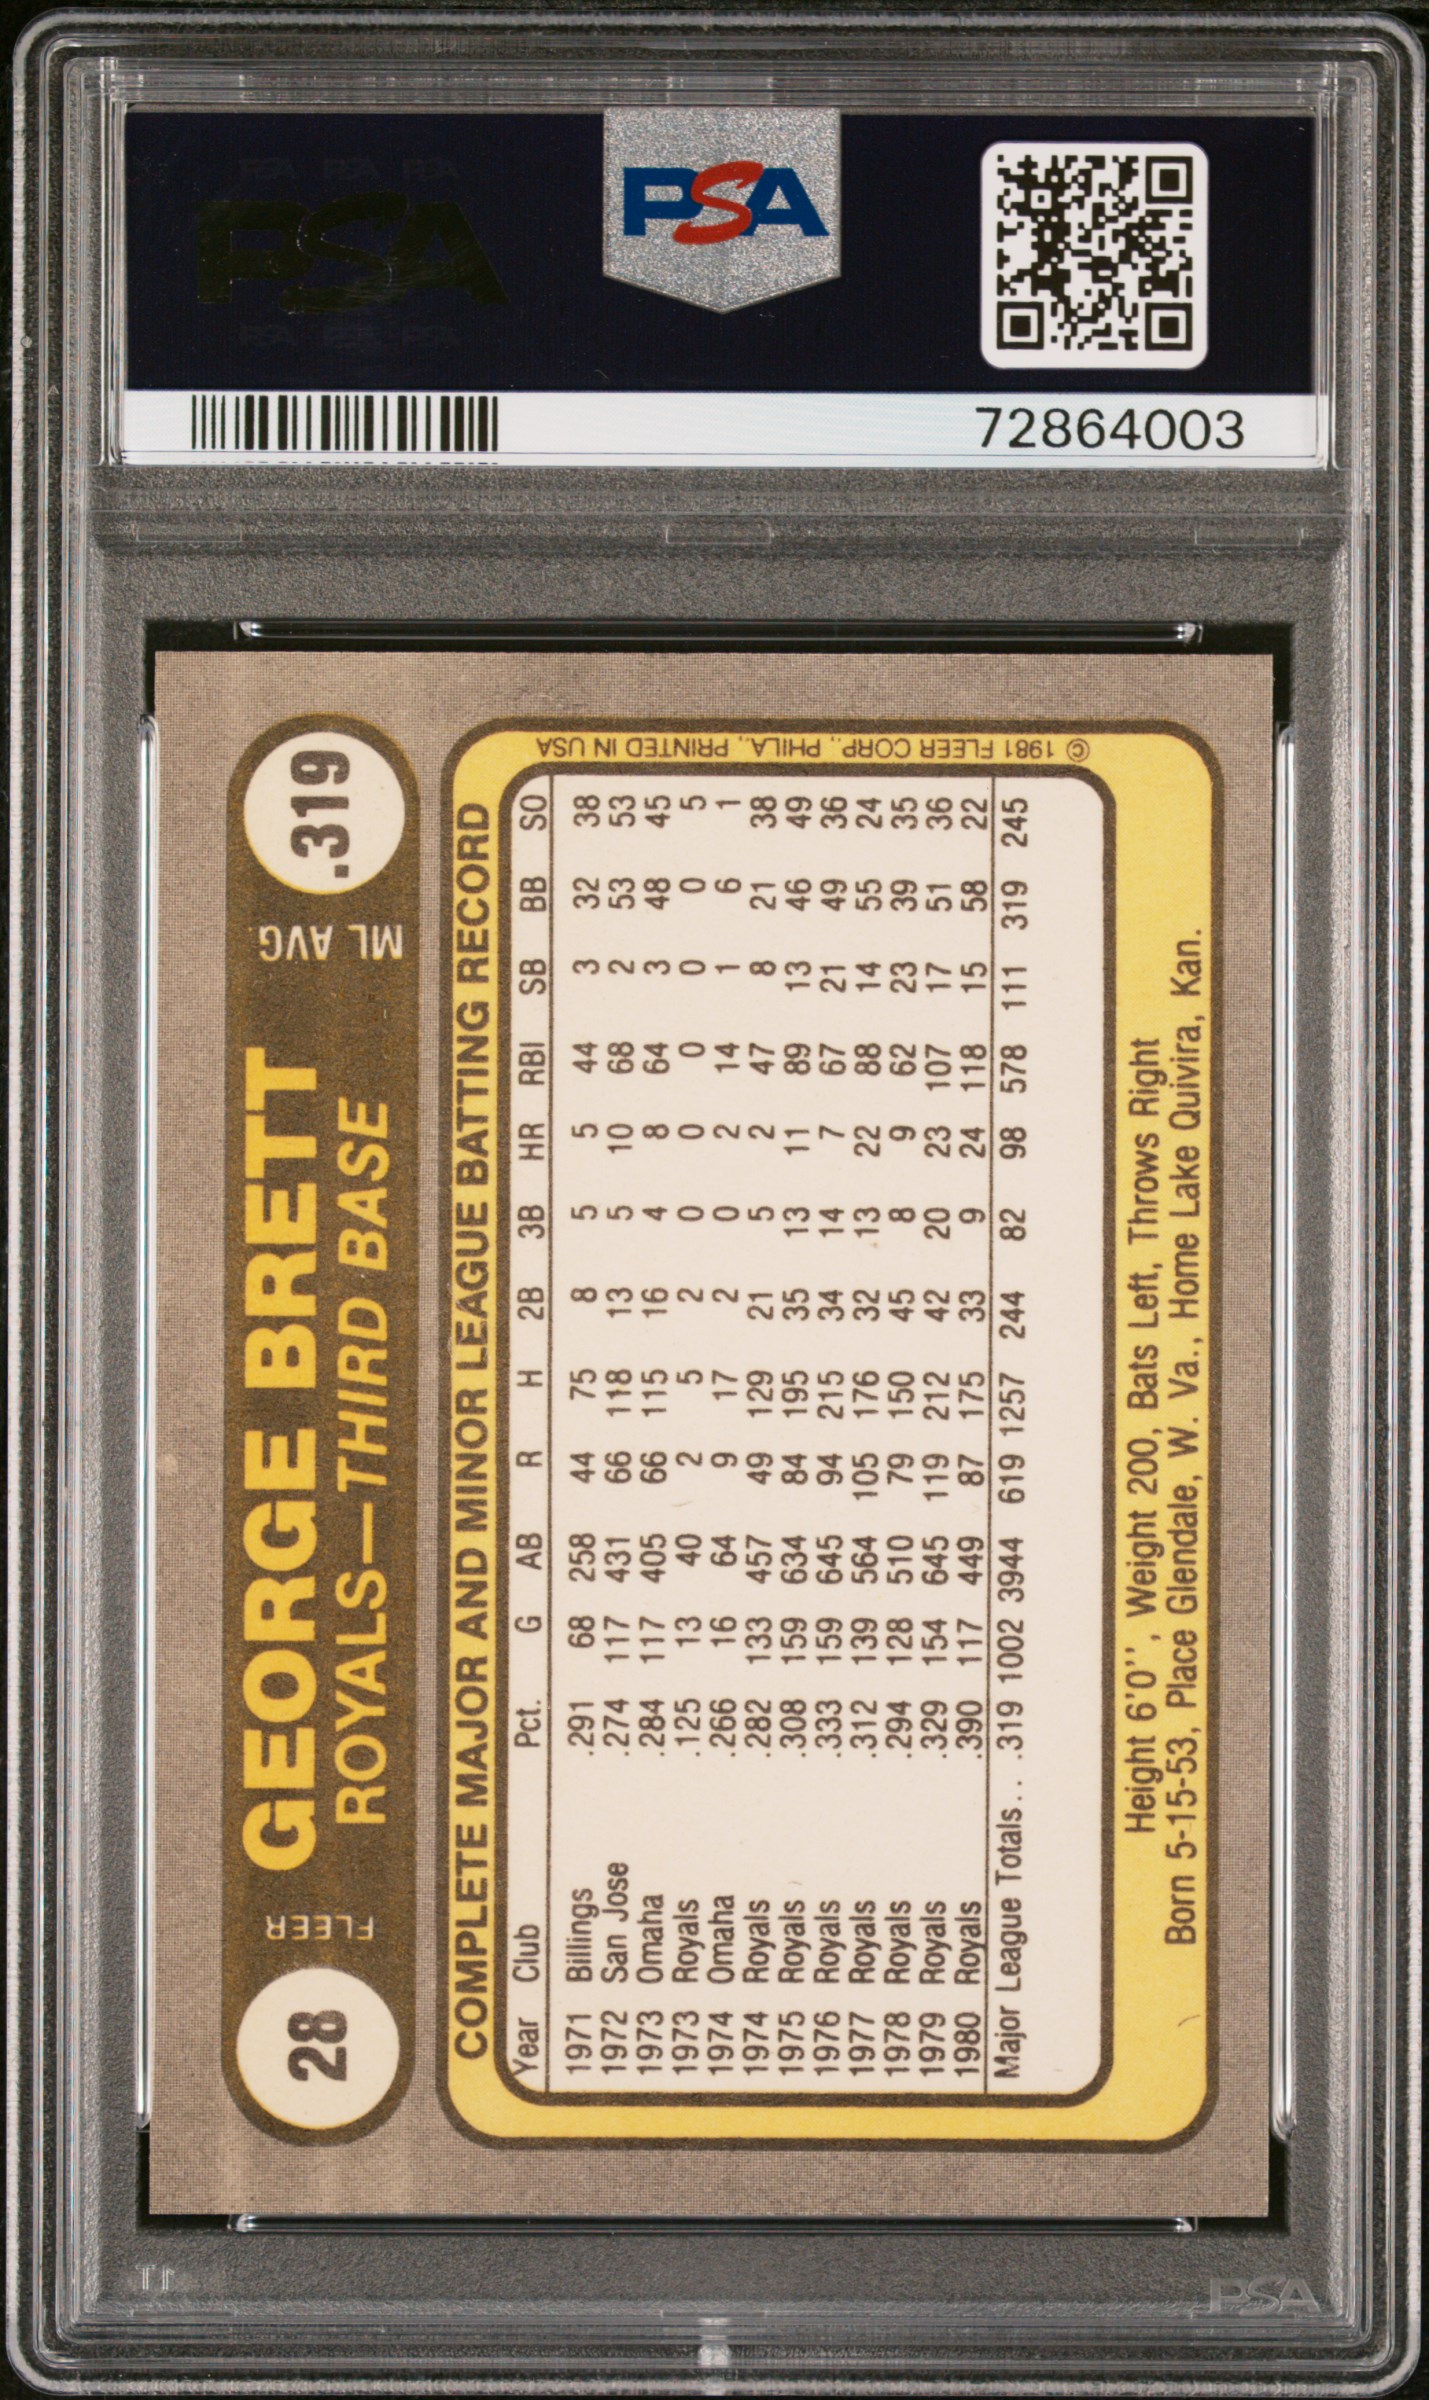 PSA PSA PSA
PSA
PSA PSA PSA
PSA
72864003
28
FLEER
GEORGE BRETT
ROYALS—THIRD BASE
ML AVG.
.319
COMPLETE MAJOR AND MINOR LEAGUE BATTING RECORD
Year Club Pct. G AB R H 2B 3B HR RBI SB BB SO
1971 Billings .291 68 258 44 75 8 5 5 44 3 32 38
1972 San Jose .274 117 431 66 118 13 5 10 68 2 53 53
1973 Omaha .284 117 405 66 115 16 4 8 64 3 48 45
1973 Royals .125 13 40 2 5 2 0 0 0 0 0 5
1974 Omaha .266 16 64 9 17 2 0 2 14 1 6 1
1974 Royals .282 133 457 49 129 21 5 2 47 8 21 38
1975 Royals .308 159 634 84 195 35 13 11 89 13 46 49
1976 Royals .333 159 645 94 215 34 14 7 67 21 49 36
1977 Royals .312 139 564 105 176 32 13 22 88 14 55 24
1978 Royals .294 128 510 79 150 45 8 9 62 23 39 35
1979 Royals .329 154 645 119 212 42 20 23 107 17 51 36
1980 Royals .390 117 449 87 175 33 9 24 118 15 58 22
Major League Totals. . .319 1002 3944 619 1257 244 82 98 578 111 319 245
© 1981 FLEER CORP., PHILA., PRINTED IN USA
Height 6'0'', Weight 200, Bats Left, Throws Right
Born 5-15-53, Place Glendale, W. Va., Home Lake Quivira, Kan.
PSA